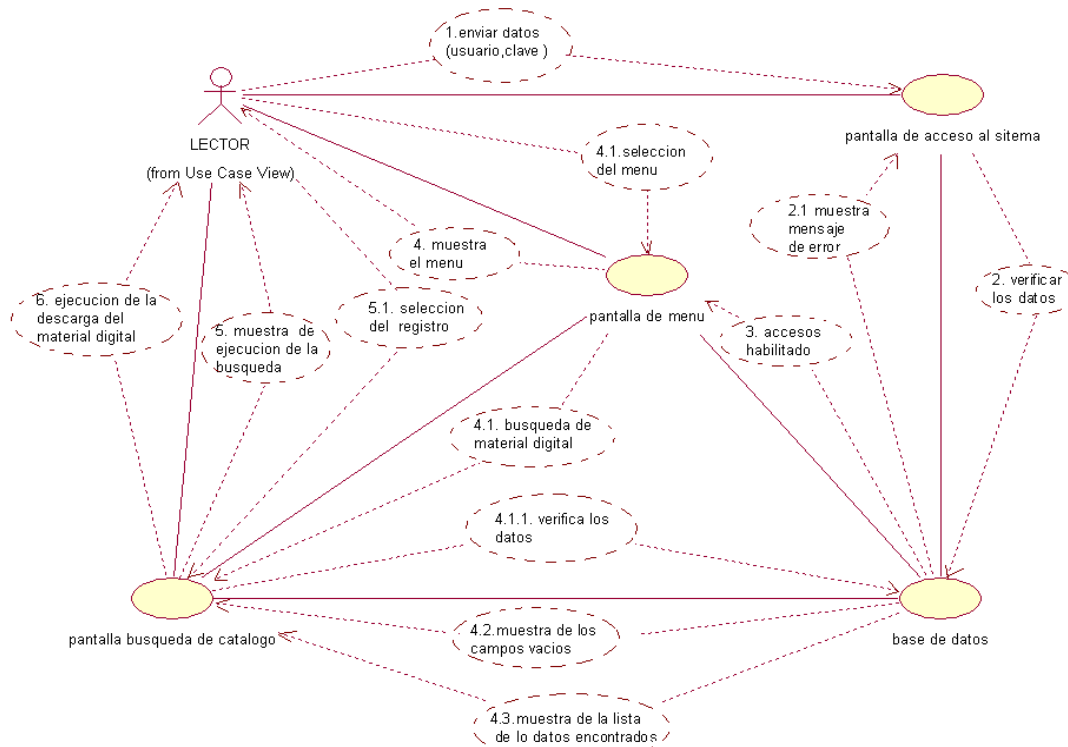 1.enviar datos
(usuario,clave )
LECTOR
(from Use Case View)
pantalla de acceso al sitema
4.1.seleccion
del menu
2.1 muestra
mensaje
de error
4. muestra
el menu
2. verificar
los datos
6. ejecucion de la
descarga del
material digital
5. muestra de
ejecucion de la
busqueda
5.1. seleccion
del registro
pantalla de menu
3. accesos
habilitado
4.1. busqueda de
material digital
4.1.1. verifica los
datos
pantalla busqueda de catalogo
base de datos
4.2.muestra de los
campos vacios
4.3.muestra de la lista
de lo datos encontrados